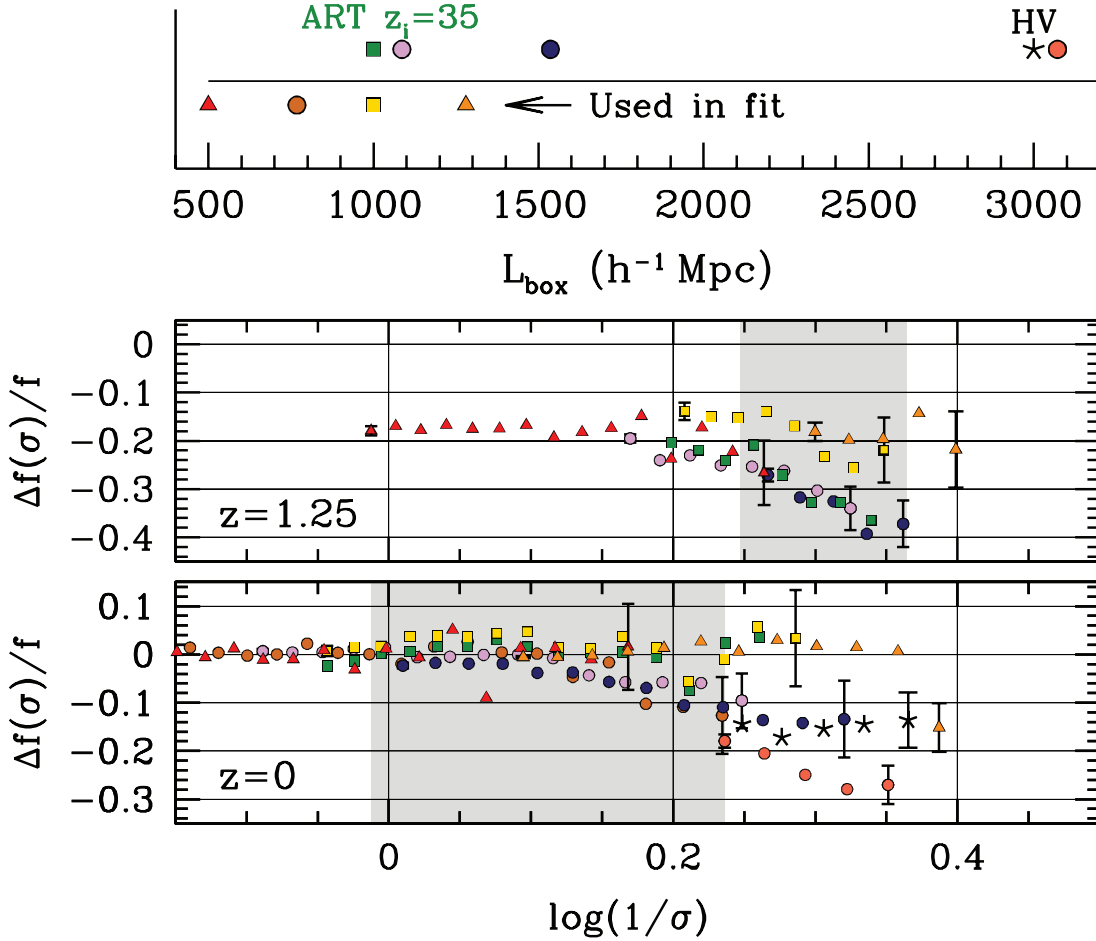 ART z_i=35
HV
Used in fit
500 1000 1500 2000 2500 3000
L_box (h⁻¹ Mpc)
Δf(σ)/f
0
−0.1
−0.2
−0.3
−0.4
z=1.25
Δf(σ)/f
0.1
0
−0.1
−0.2
−0.3
z=0
0 0.2 0.4
log(1/σ)